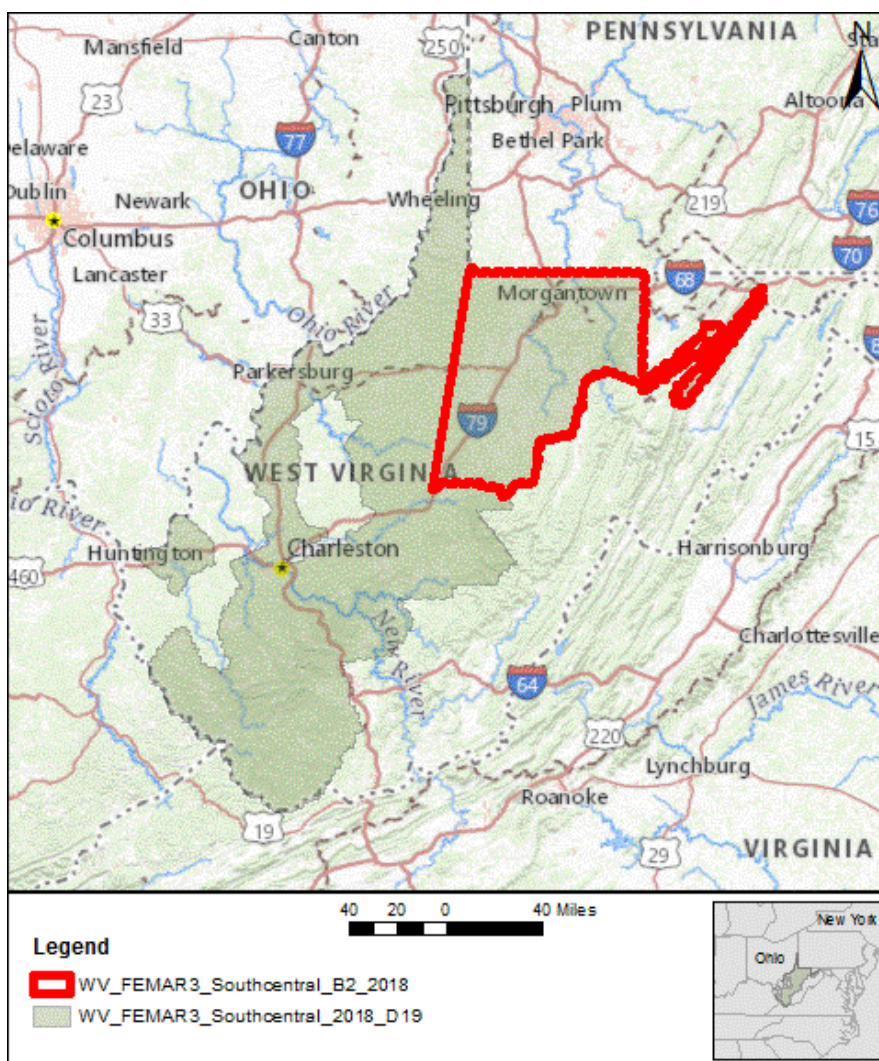 PENNSYLVANIA
N
Canton
Mansfield
250
23
Pittsburgh
Plum
Altoona
77
Bethel Park
Delaware
Dublin
Newark
OHIO
Wheeling
219
76
Columbus
70
Lancaster
68
Morgantown
33
Ohio River
Scioto River
Parkersburg
79
15
WEST VIRGINIA
Huntington
Charleston
Harrisonburg
460
New River
Charlottesville
64
James River
220
Lynchburg
Roanoke
19
29
VIRGINIA
40 20 0 40 Miles
Legend
WV_FEMAR3_Southcentral_B2_2018
WV_FEMAR3_Southcentral_2018_D19
New York
Ohio